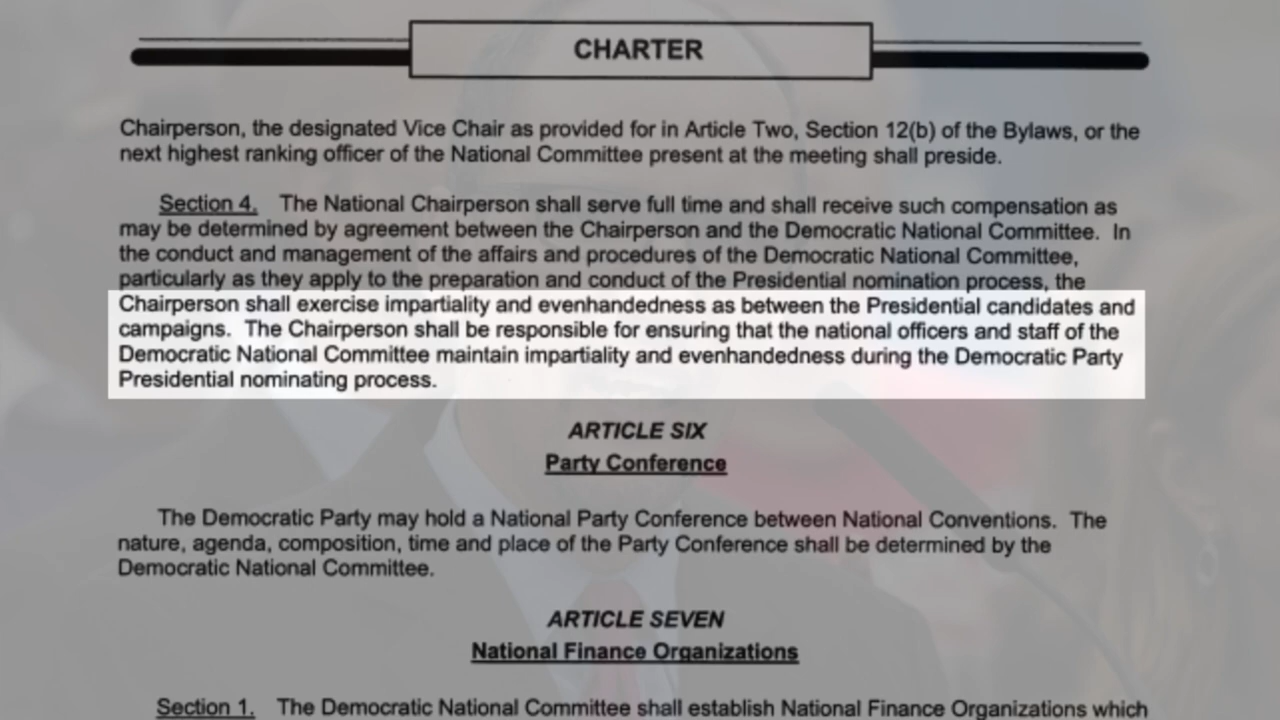 CHARTER
Chairperson, the designated Vice Chair as provided for in Article Two, Section 12(b) of the Bylaws, or the
next highest ranking officer of the National Committee present at the meeting shall preside.
Section 4. The National Chairperson shall serve full time and shall receive such compensation as
may be determined by agreement between the Chairperson and the Democratic National Committee. In
the conduct and management of the affairs and procedures of the Democratic National Committee,
particularly as they apply to the preparation and conduct of the Presidential nomination process, the
Chairperson shall exercise impartiality and evenhandedness as between the Presidential candidates and
campaigns. The Chairperson shall be responsible for ensuring that the national officers and staff of the
Democratic National Committee maintain impartiality and evenhandedness during the Democratic Party
Presidential nominating process.
ARTICLE SIX
Party Conference
The Democratic Party may hold a National Party Conference between National Conventions. The
nature, agenda, composition, time and place of the Party Conference shall be determined by the
Democratic National Committee.
ARTICLE SEVEN
National Finance Organizations
Section 1. The Democratic National Committee shall establish National Finance Organizations which